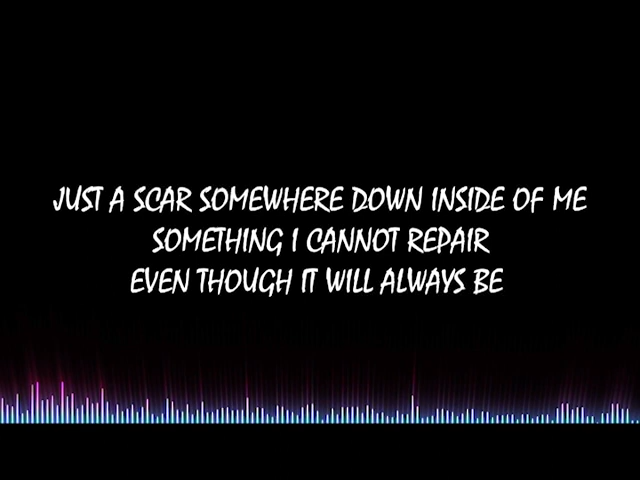 JUST A SCAR SOMEWHERE DOWN INSIDE OF ME
SOMETHING I CANNOT REPAIR
EVEN THOUGH IT WILL ALWAYS BE